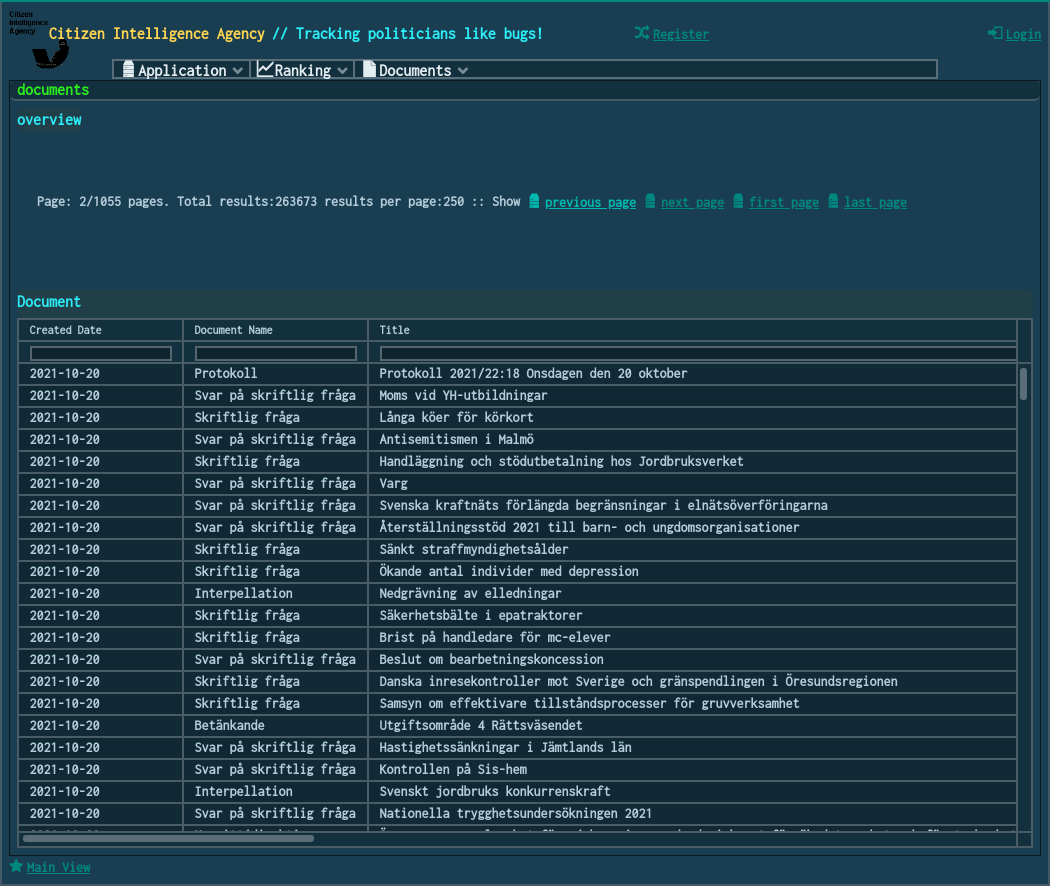 Citizen
Intelligence
Agency
Citizen Intelligence Agency // Tracking politicians like bugs!
Register
Login
Application Ranking Documents
documents
overview
Page: 2/1055 pages. Total results:263673 results per page:250 :: Show previous page next page first page last page
Document
Created Date Document Name Title
2021-10-20 Protokoll Protokoll 2021/22:18 Onsdagen den 20 oktober
2021-10-20 Svar på skriftlig fråga Moms vid YH-utbildningar
2021-10-20 Skriftlig fråga Långa köer för körkort
2021-10-20 Svar på skriftlig fråga Antisemitismen i Malmö
2021-10-20 Skriftlig fråga Handläggning och stödutbetalning hos Jordbruksverket
2021-10-20 Svar på skriftlig fråga Varg
2021-10-20 Svar på skriftlig fråga Svenska kraftnäts förlängda begränsningar i elnätsöverföringarna
2021-10-20 Svar på skriftlig fråga Återställningsstöd 2021 till barn- och ungdomsorganisationer
2021-10-20 Skriftlig fråga Sänkt straffmyndighetsålder
2021-10-20 Skriftlig fråga Ökande antal individer med depression
2021-10-20 Interpellation Nedgrävning av elledningar
2021-10-20 Skriftlig fråga Säkerhetsbälte i epatraktorer
2021-10-20 Skriftlig fråga Brist på handledare för mc-elever
2021-10-20 Svar på skriftlig fråga Beslut om bearbetningskoncession
2021-10-20 Skriftlig fråga Danska inresekontroller mot Sverige och gränspendlingen i Öresundsregionen
2021-10-20 Skriftlig fråga Samsyn om effektivare tillståndsprocesser för gruvverksamhet
2021-10-20 Betänkande Utgiftsområde 4 Rättsväsendet
2021-10-20 Svar på skriftlig fråga Hastighetssänkningar i Jämtlands län
2021-10-20 Svar på skriftlig fråga Kontrollen på Sis-hem
2021-10-20 Interpellation Svenskt jordbruks konkurrenskraft
2021-10-20 Svar på skriftlig fråga Nationella trygghetsundersökningen 2021
Main View